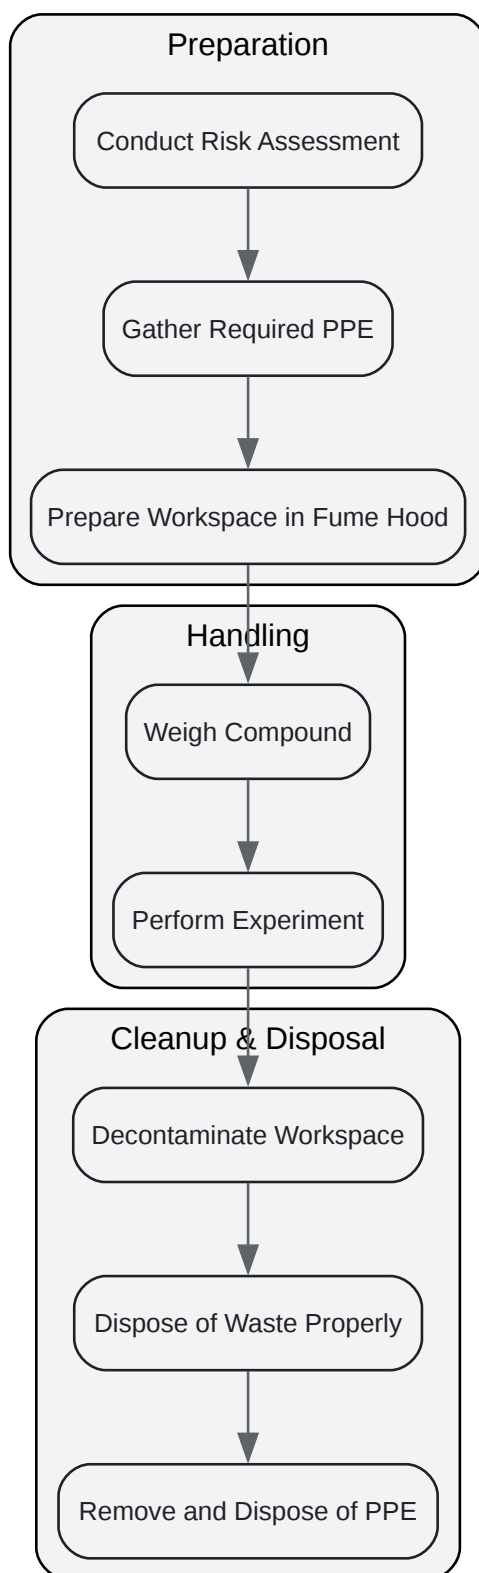 Preparation
Conduct Risk Assessment
Gather Required PPE
Prepare Workspace in Fume Hood
Handling
Weigh Compound
Perform Experiment
Cleanup & Disposal
Decontaminate Workspace
Dispose of Waste Properly
Remove and Dispose of PPE